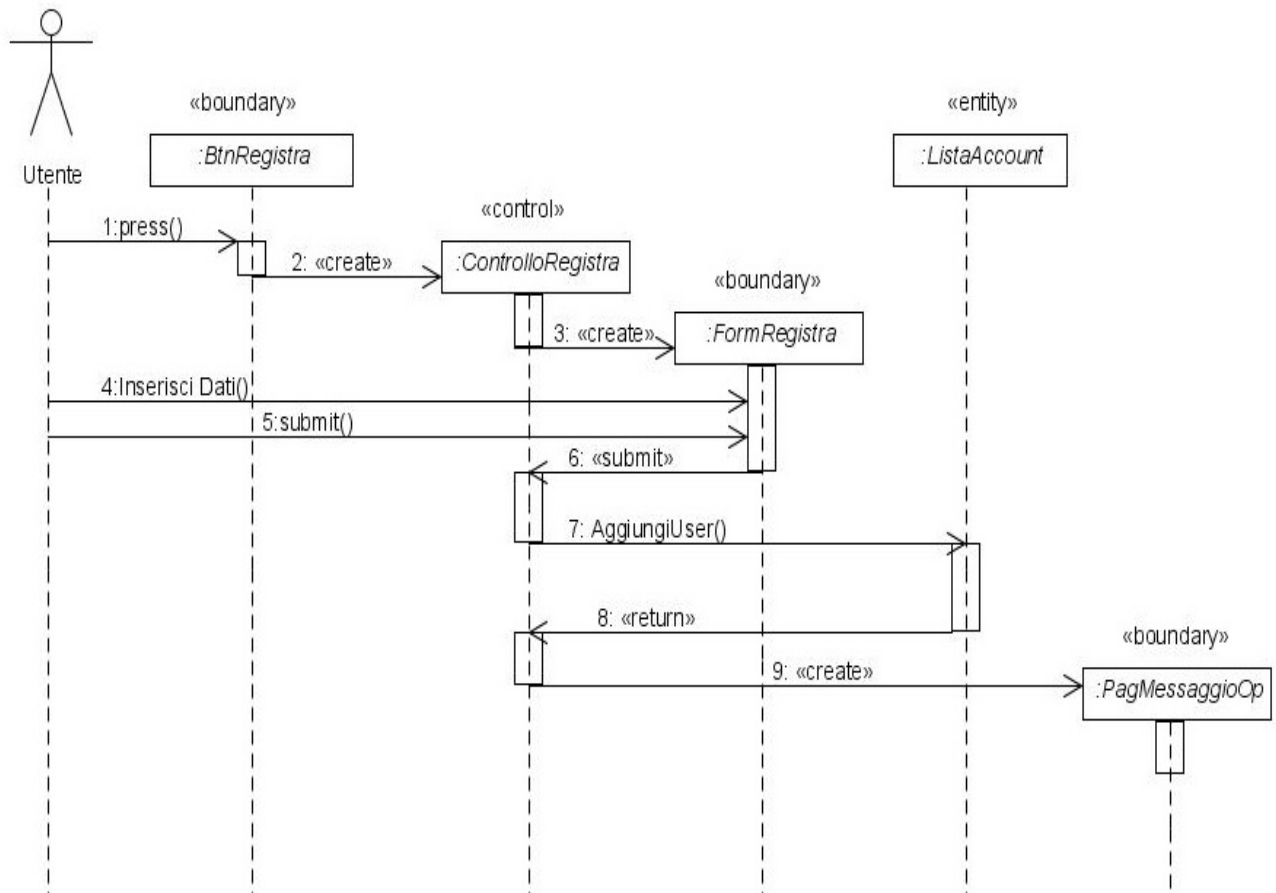 «boundary»
«entity»
:BtnRegistra
:ListaAccount
Utente
«control»
1:press()
2: «create»
:ControlloRegistra
«boundary»
3: «create»
:FormRegistra
4:Inserisci Dati()
5:submit()
6: «submit»
7: AggiungiUser()
8: «return»
«boundary»
9: «create»
:PagMessaggioOp